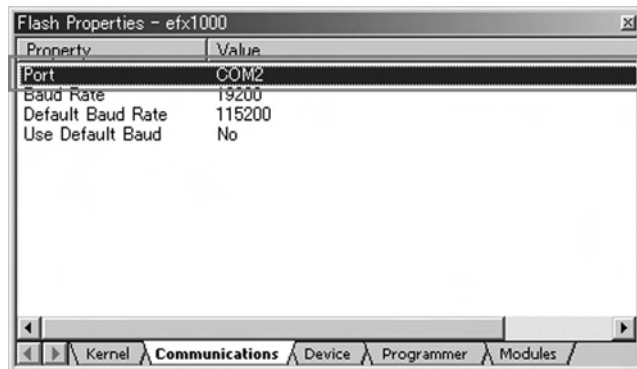 Flash Properties - efx1000
Property Value
Port COM2
Baud Rate 19200
Default Baud Rate 115200
Use Default Baud No
Kernel Communications Device Programmer Modules